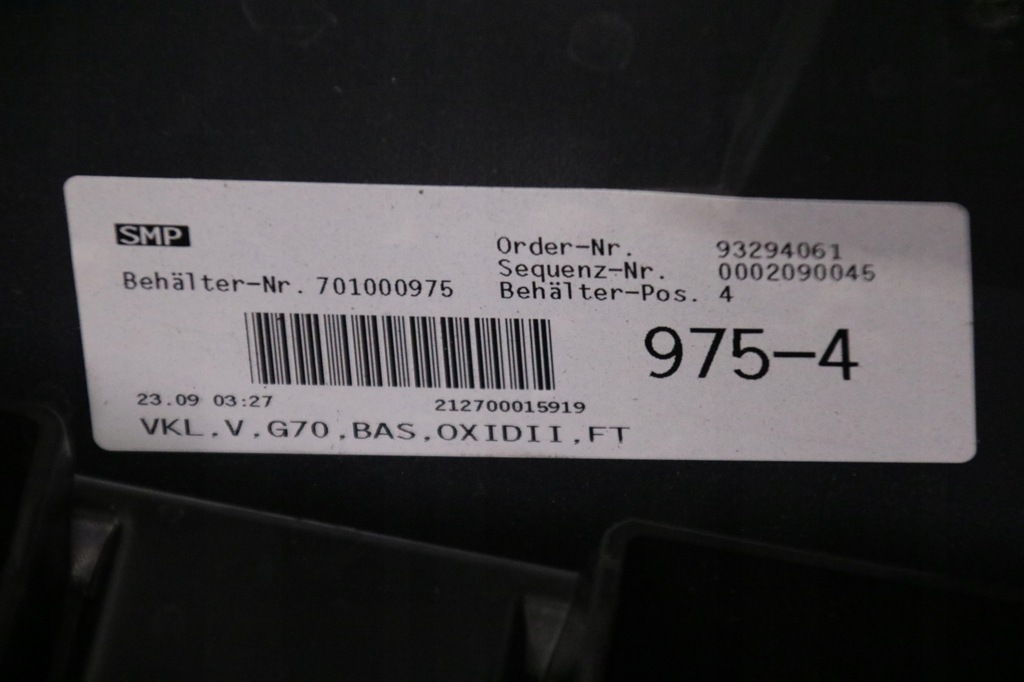 SMP
Order-Nr. 93294061
Sequenz-Nr. 0002090045
Behälter-Nr. 701000975
Behälter-Pos. 4
975-4
23.09 03:27
212700015919
VKL,V,G70,BAS,OXIDII,FT